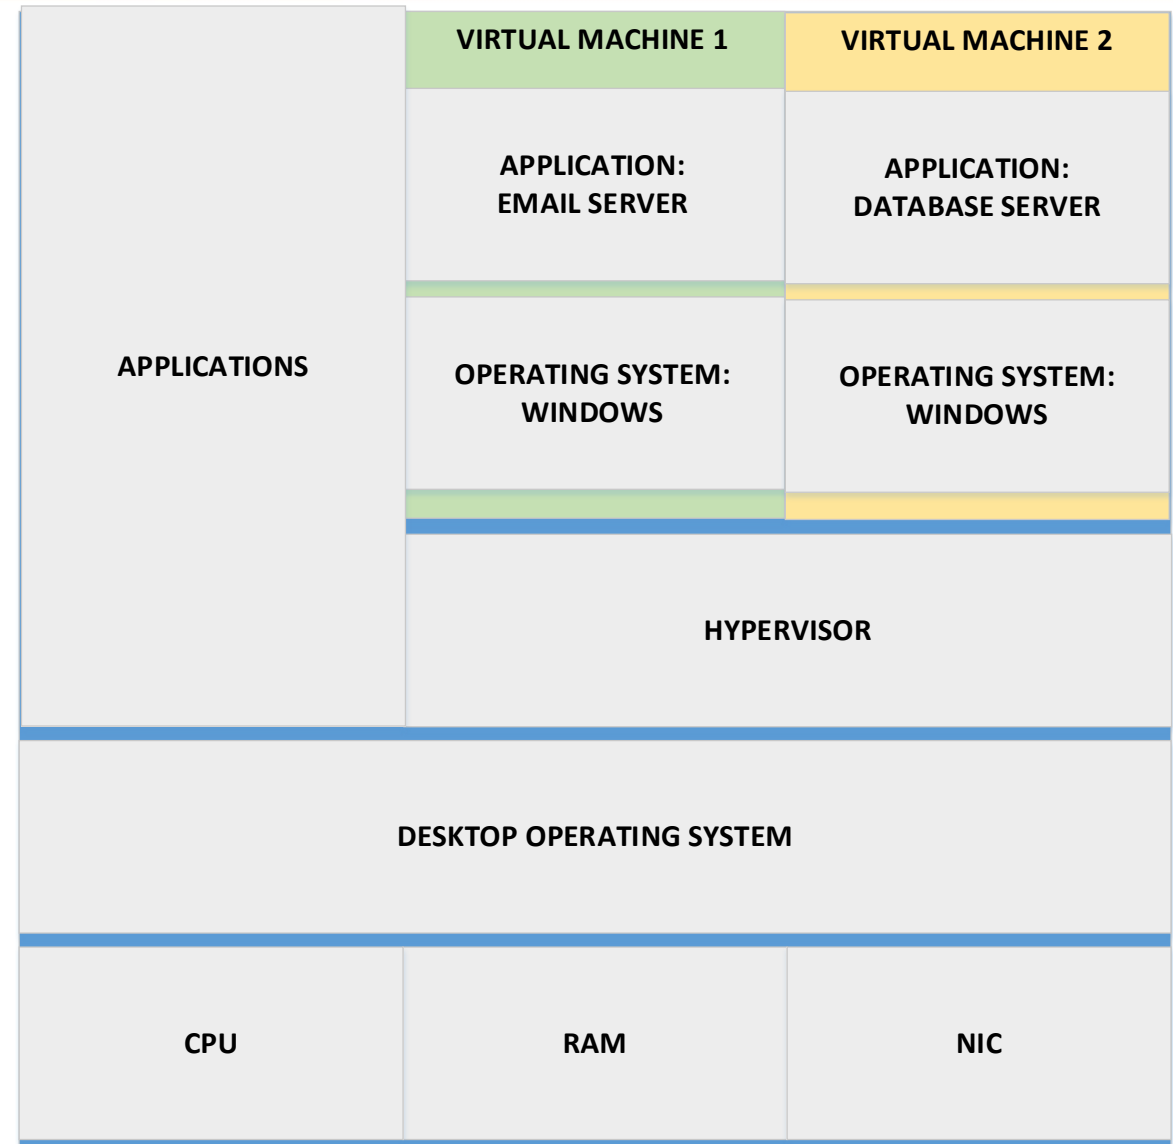 VIRTUAL MACHINE 1
VIRTUAL MACHINE 2
APPLICATION:
EMAIL SERVER
APPLICATION:
DATABASE SERVER
APPLICATIONS
OPERATING SYSTEM:
WINDOWS
OPERATING SYSTEM:
WINDOWS
HYPERVISOR
DESKTOP OPERATING SYSTEM
CPU
RAM
NIC